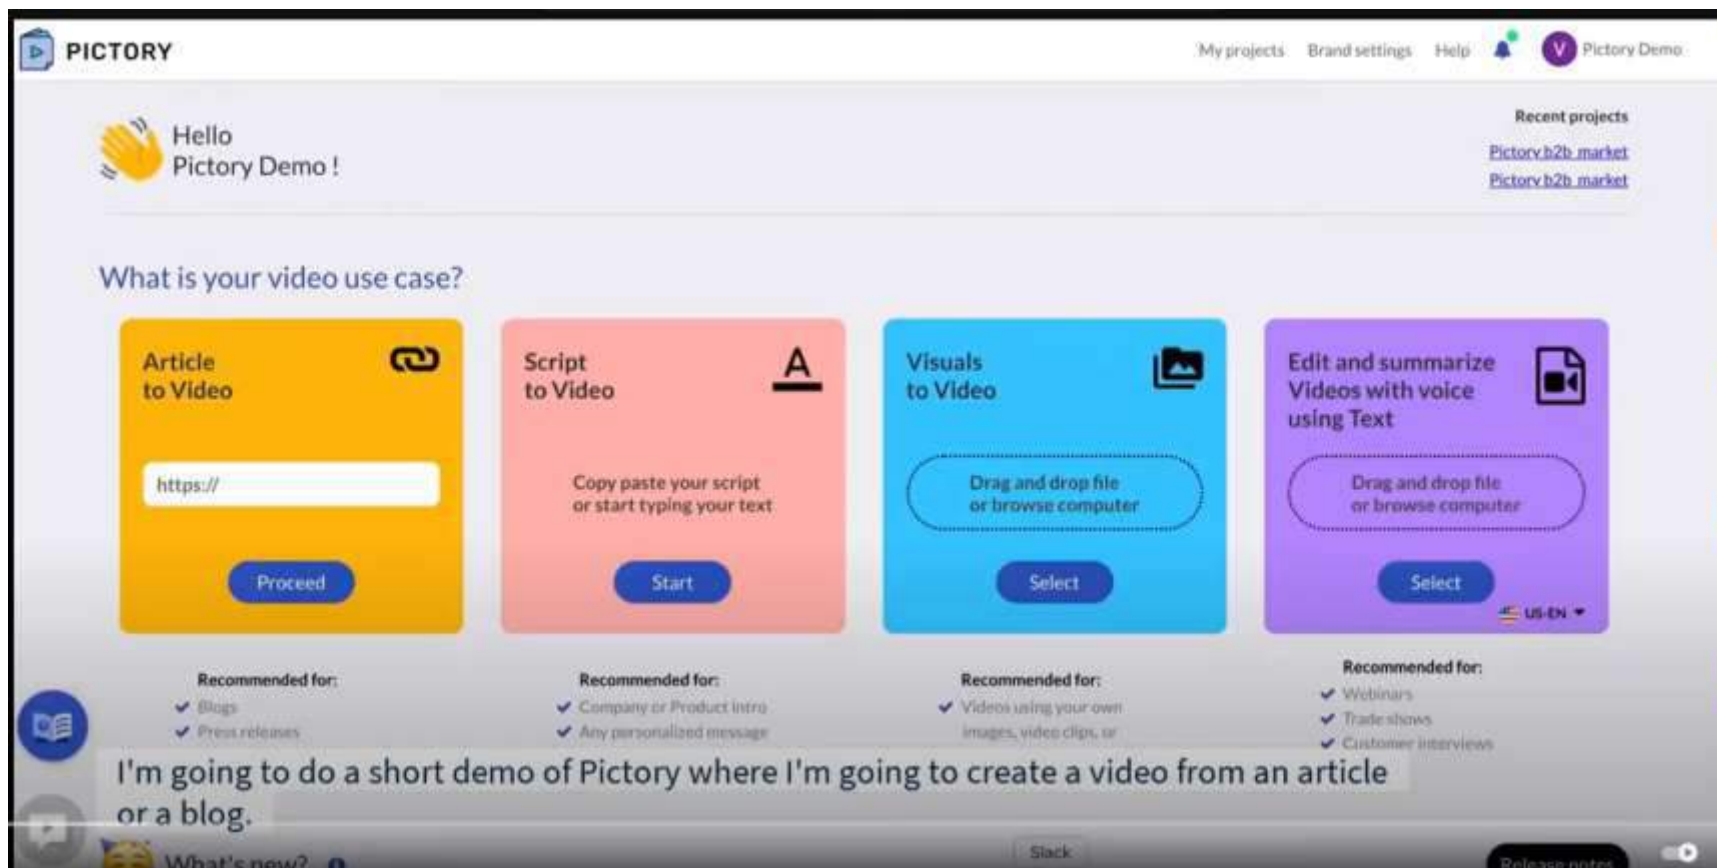 PICTORY
My projects Brand settings Help V Pictory Demo
Hello
Pictory Demo !
Recent projects
Pictory b2b market
Pictory b2b market
What is your video use case?
Article
to Video
https://
Proceed
Script
to Video
A
Copy paste your script
or start typing your text
Start
Visuals
to Video
Drag and drop file
or browse computer
Select
Edit and summarize
Videos with voice
using Text
Drag and drop file
or browse computer
Select
US-EN
Recommended for:
Blogs
Press releases
Recommended for:
Company or Product intro
Any personalized message
Recommended for:
Videos using your own
images, video clips, or
Recommended for:
Webinars
Trade shows
Customer interviews
I'm going to do a short demo of Pictory where I'm going to create a video from an article
or a blog.
What's new?
Slack
Release notes